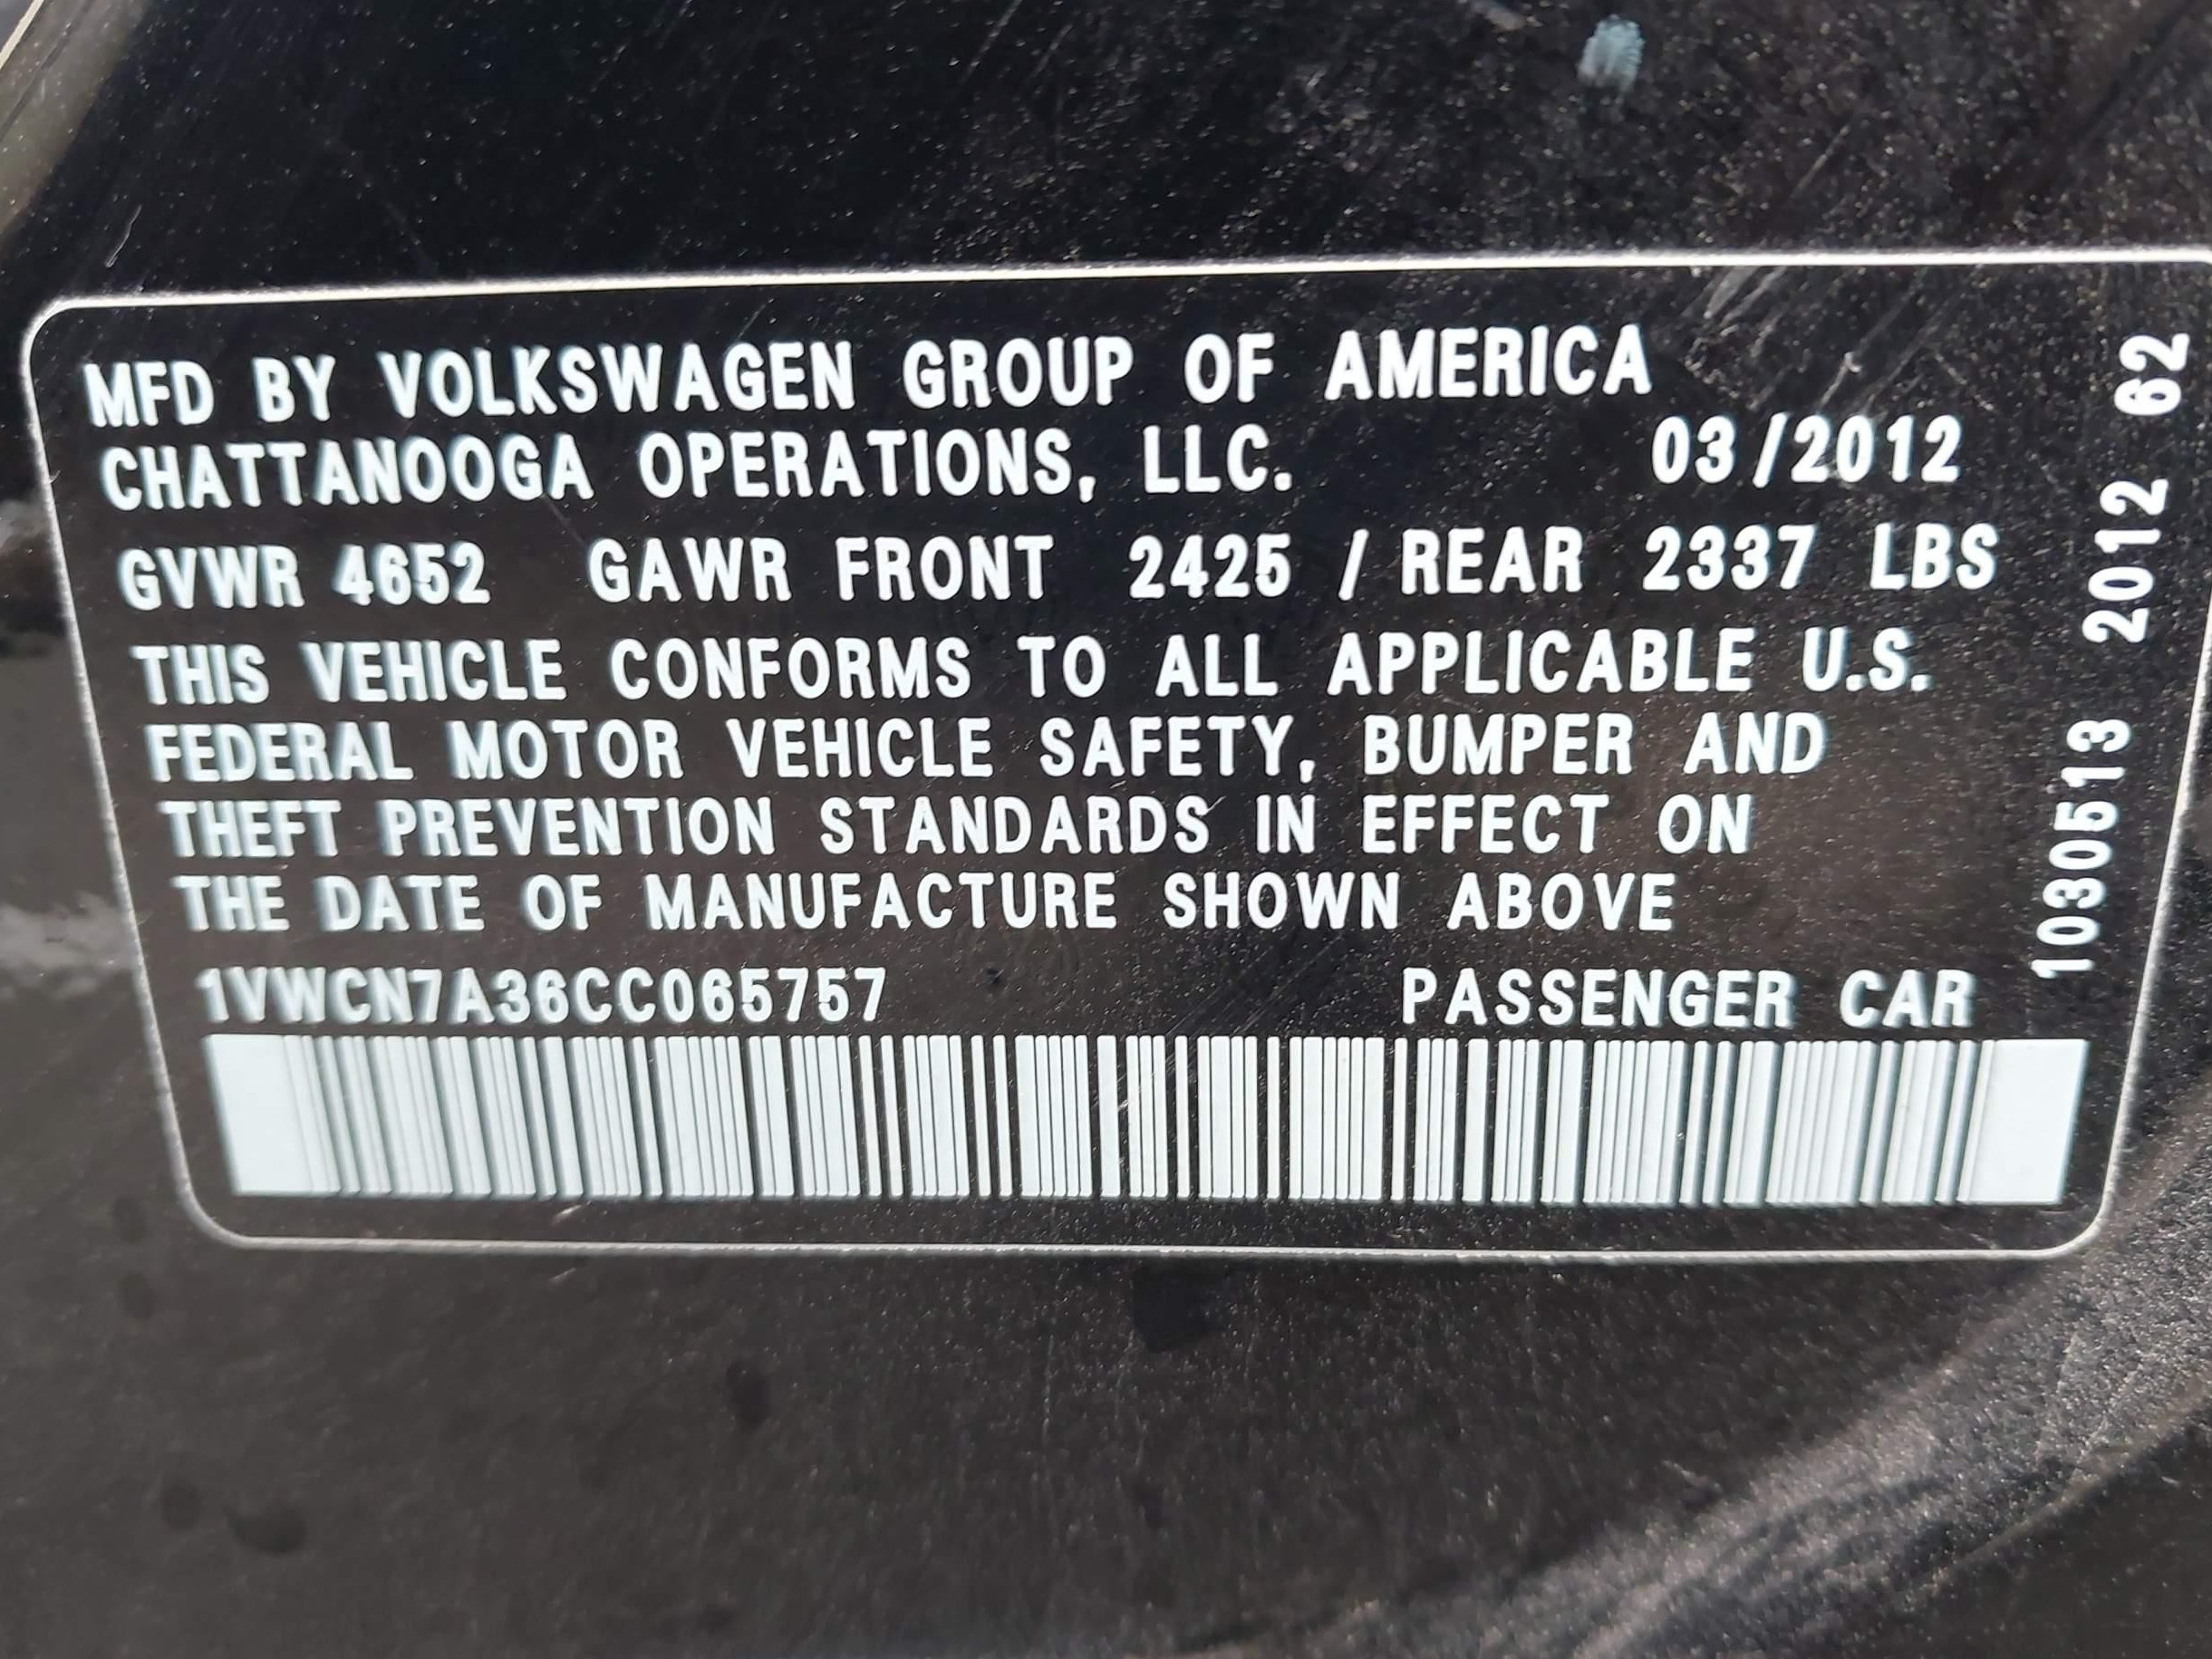 MFD BY VOLKSWAGEN GROUP OF AMERICA
CHATTANOOGA OPERATIONS, LLC. 03/2012
GVWR 4652 GAWR FRONT 2425 / REAR 2337 LBS
THIS VEHICLE CONFORMS TO ALL APPLICABLE U.S.
FEDERAL MOTOR VEHICLE SAFETY, BUMPER AND
THEFT PREVENTION STANDARDS IN EFFECT ON
THE DATE OF MANUFACTURE SHOWN ABOVE
1VWCN7A36CC065757 PASSENGER CAR
1030513 2012 62